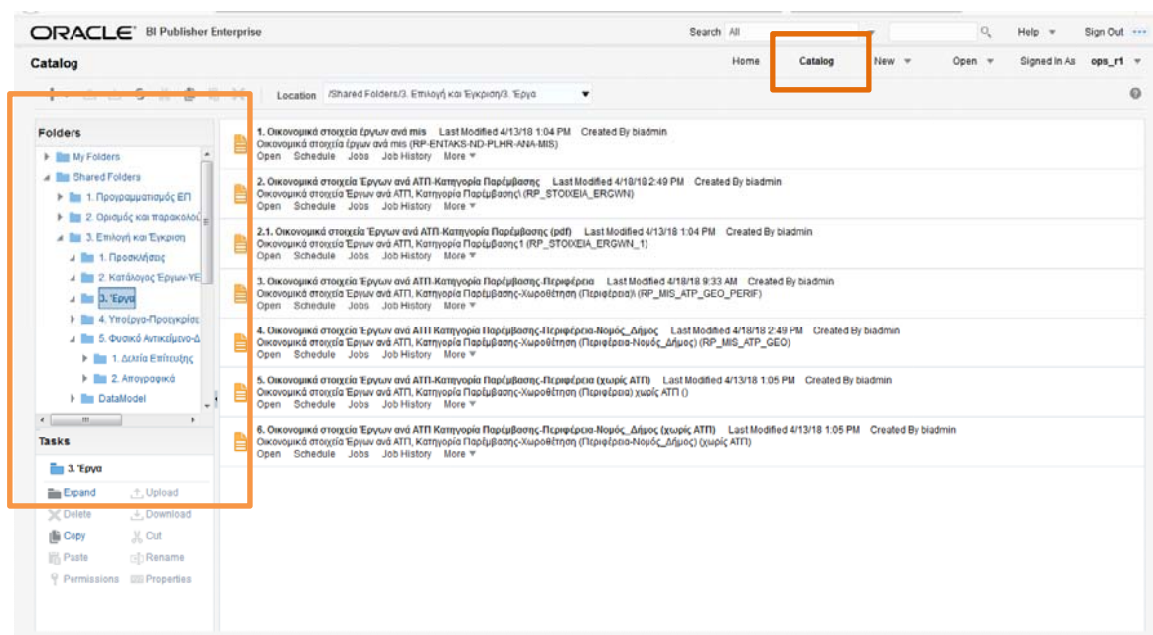 ORACLE BI Publisher Enterprise Search All Help Sign Out
Catalog Home Catalog New Open Signed In As ops_r1
Location /Shared Folders/3. Επιλογή και Έγκριση/3. Έργα
Folders
My Folders
Shared Folders
1. Προγραμματισμός ΕΠ
2. Ορισμός και παρακολού
3. Επιλογή και Έγκριση
1. Προσκλήσεις
2. Κατάλογος Έργων-ΥΕ
3. Έργα
4. Υποέργα-Προεγκρίσε
5. Φυσικό Αντικείμενο-Δ
1. Δελτία Επίτευξης
2. Απογραφικά
DataModel
Tasks
3. Έργα
Expand Upload
Delete Download
Copy Cut
Paste Rename
Permissions Properties
1. Οικονομικά στοιχεία έργων ανά mis Last Modified 4/13/18 1:04 PM Created By biadmin
Οικονομικά στοιχεία έργων ανά mis (RP-ENTAKS-ND-PLHR-ANA-MIS)
Open Schedule Jobs Job History More
2. Οικονομικά στοιχεία Έργων ανά ΑΤΠ-Κατηγορία Παρέμβασης Last Modified 4/18/18 2:49 PM Created By biadmin
Οικονομικά στοιχεία Έργων ανά ΑΤΠ, Κατηγορία Παρέμβασης\ (RP_STOIXEIA_ERGWN)
Open Schedule Jobs Job History More
2.1. Οικονομικά στοιχεία Έργων ανά ΑΤΠ-Κατηγορία Παρέμβασης (pdf) Last Modified 4/13/18 1:04 PM Created By biadmin
Οικονομικά στοιχεία Έργων ανά ΑΤΠ, Κατηγορία Παρέμβασης1 (RP_STOIXEIA_ERGWN_1)
Open Schedule Jobs Job History More
3. Οικονομικά στοιχεία Έργων ανά ΑΤΠ-Κατηγορία Παρέμβασης-Περιφέρεια Last Modified 4/18/18 9:33 AM Created By biadmin
Οικονομικά στοιχεία Έργων ανά ΑΤΠ, Κατηγορία Παρέμβασης-Χωροθέτηση (Περιφέρεια)\ (RP_MIS_ATP_GEO_PERIF)
Open Schedule Jobs Job History More
4. Οικονομικά στοιχεία Έργων ανά ΑΤΠ Κατηγορία Παρέμβασης-Περιφέρεια-Νομός_Δήμος Last Modified 4/18/18 2:49 PM Created By biadmin
Οικονομικά στοιχεία Έργων ανά ΑΤΠ, Κατηγορία Παρέμβασης-Χωροθέτηση (Περιφέρεια-Νομός_Δήμος) (RP_MIS_ATP_GEO)
Open Schedule Jobs Job History More
5. Οικονομικά στοιχεία Έργων ανά ΑΤΠ-Κατηγορία Παρέμβασης-Περιφέρεια (χωρίς ΑΤΠ) Last Modified 4/13/18 1:05 PM Created By biadmin
Οικονομικά στοιχεία Έργων ανά ΑΤΠ, Κατηγορία Παρέμβασης-Χωροθέτηση (Περιφέρεια) χωρίς ΑΤΠ ()
Open Schedule Jobs Job History More
6. Οικονομικά στοιχεία Έργων ανά ΑΤΠ Κατηγορία Παρέμβασης-Περιφέρεια-Νομός_Δήμος (χωρίς ΑΤΠ) Last Modified 4/13/18 1:05 PM Created By biadmin
Οικονομικά στοιχεία Έργων ανά ΑΤΠ, Κατηγορία Παρέμβασης-Χωροθέτηση (Περιφέρεια-Νομός_Δήμος) (χωρίς ΑΤΠ)
Open Schedule Jobs Job History More